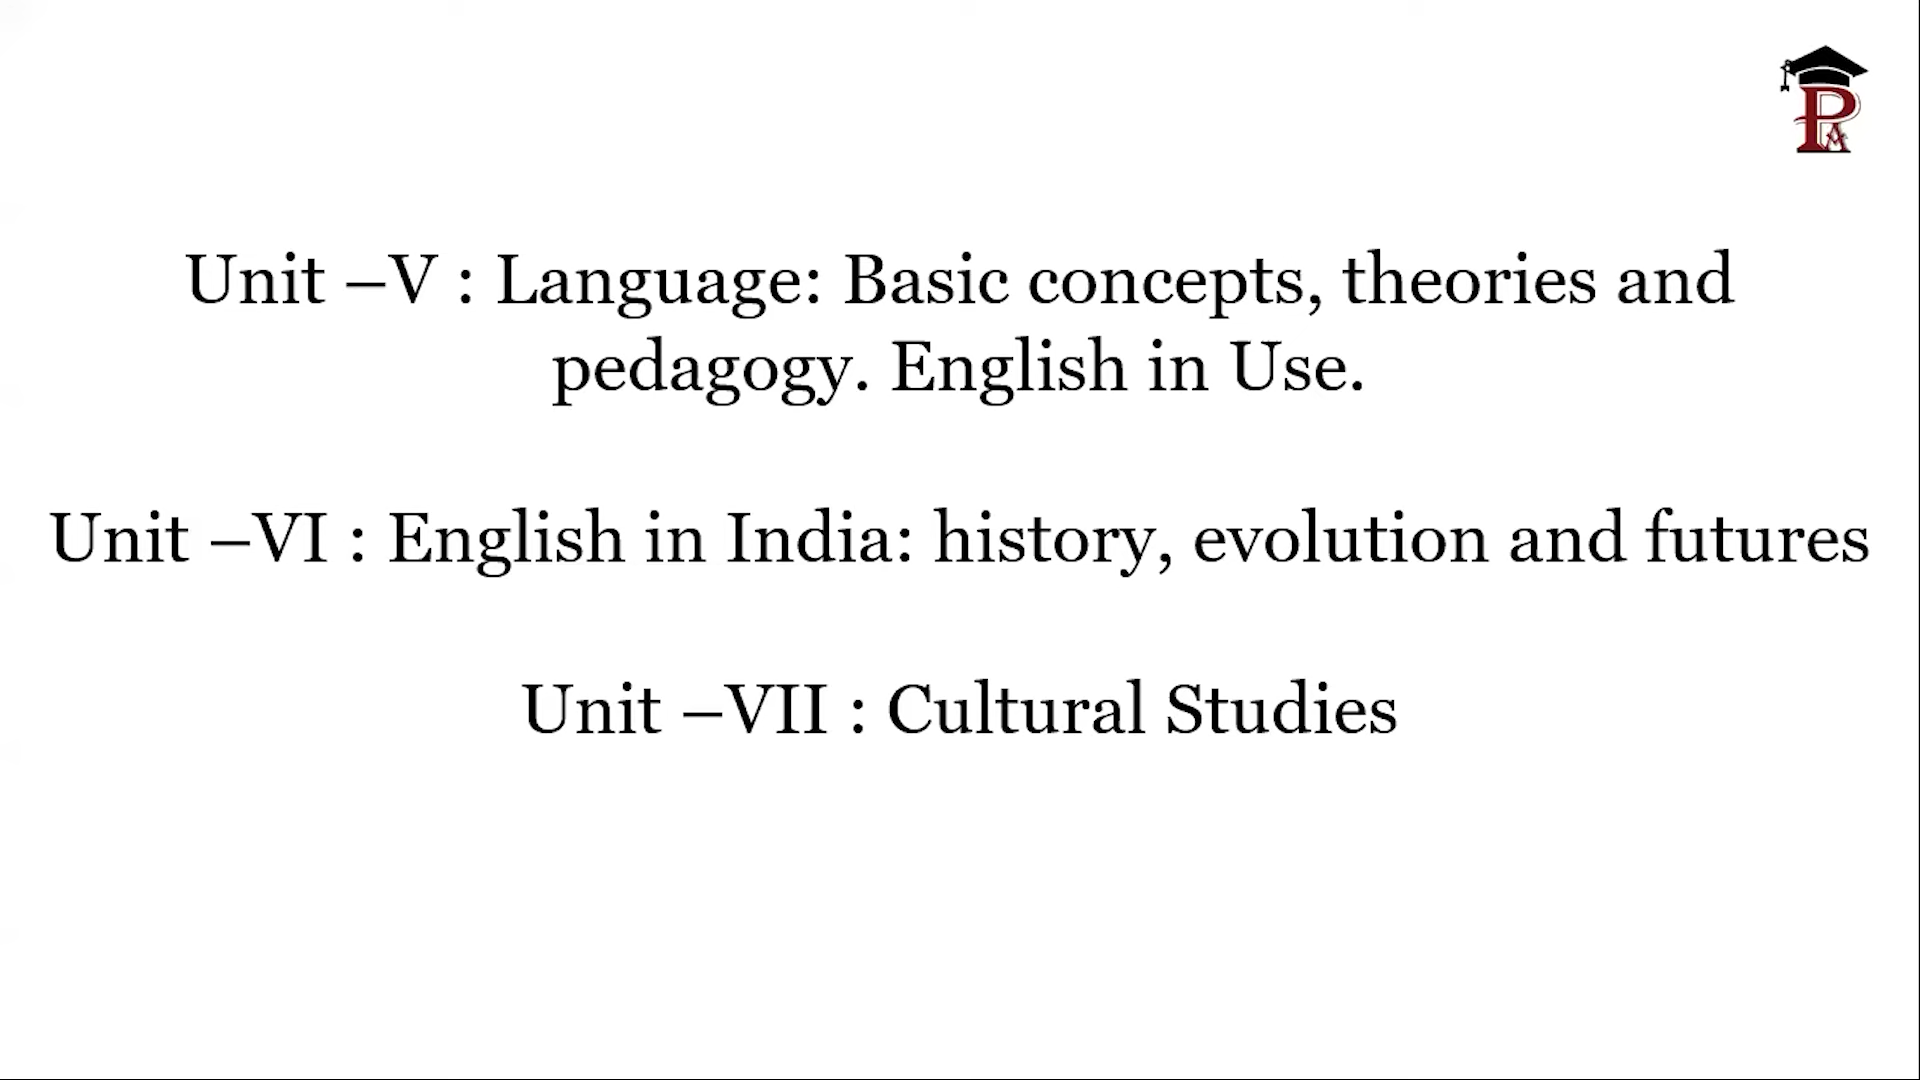 Unit –V : Language: Basic concepts, theories and
pedagogy. English in Use.
Unit –VI : English in India: history, evolution and futures
Unit –VII : Cultural Studies
PA